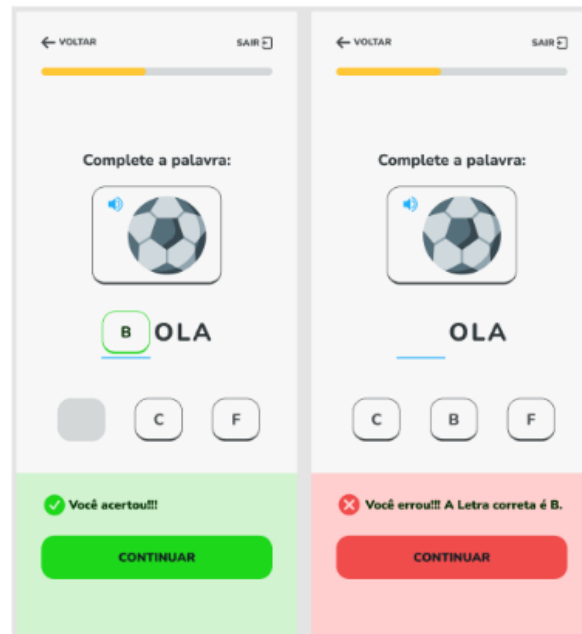 VOLTAR SAIR
Complete a palavra:
B OLA
C F
Você acertou!!!
CONTINUAR
VOLTAR SAIR
Complete a palavra:
OLA
C B F
Você errou!!! A Letra correta é B.
CONTINUAR